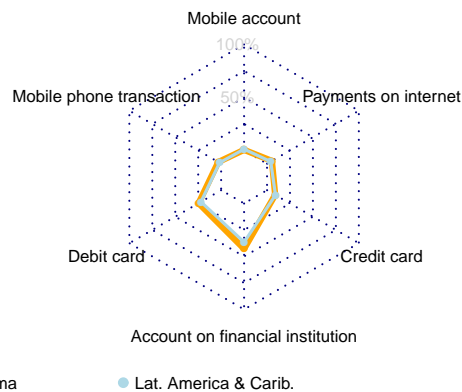 Mobile account
100%
Mobile phone transaction
50%
Payments on internet
Debit card
Credit card
Account on financial institution
Lat. America & Carib.